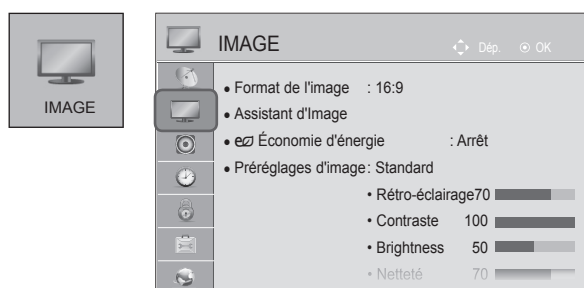 IMAGE
IMAGE
Dép. OK
• Format de l'image : 16:9
• Assistant d'Image
• Économie d'énergie : Arrêt
• Préréglages d'image: Standard
• Rétro-éclairage70
• Contraste 100
• Brightness 50
• Netteté 70